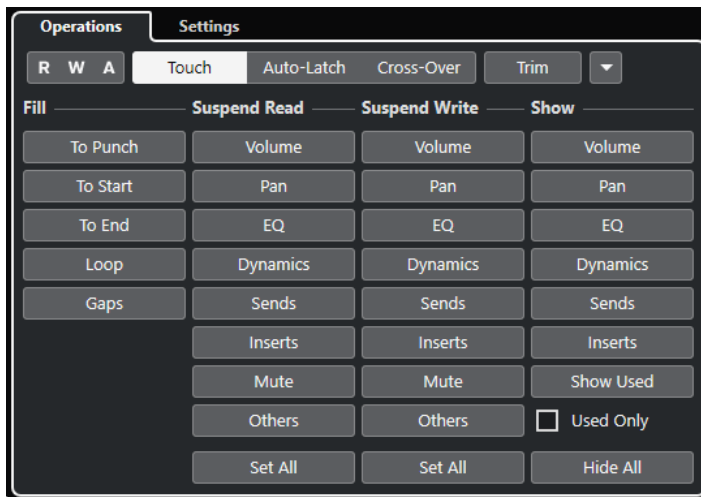 Operations Settings
R W A Touch Auto-Latch Cross-Over Trim
Fill Suspend Read Suspend Write Show
To Punch Volume Volume Volume
To Start Pan Pan Pan
To End EQ EQ EQ
Loop Dynamics Dynamics Dynamics
Gaps Sends Sends Sends
Inserts Inserts Inserts
Mute Mute Show Used
Others Others Used Only
Set All Set All Hide All